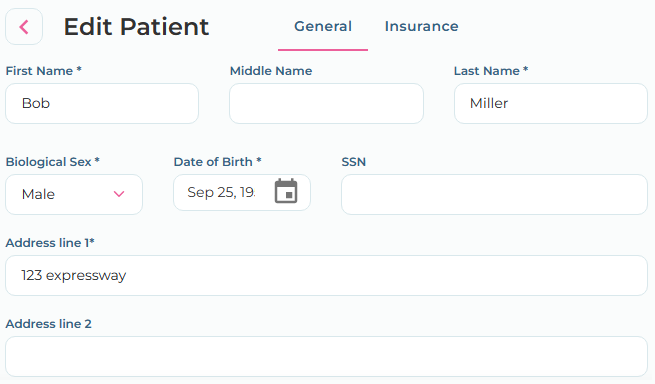 Edit Patient General Insurance
First Name * Middle Name Last Name *
Bob Miller
Biological Sex * Date of Birth * SSN
Male Sep 25, 19
Address line 1*
123 expressway
Address line 2